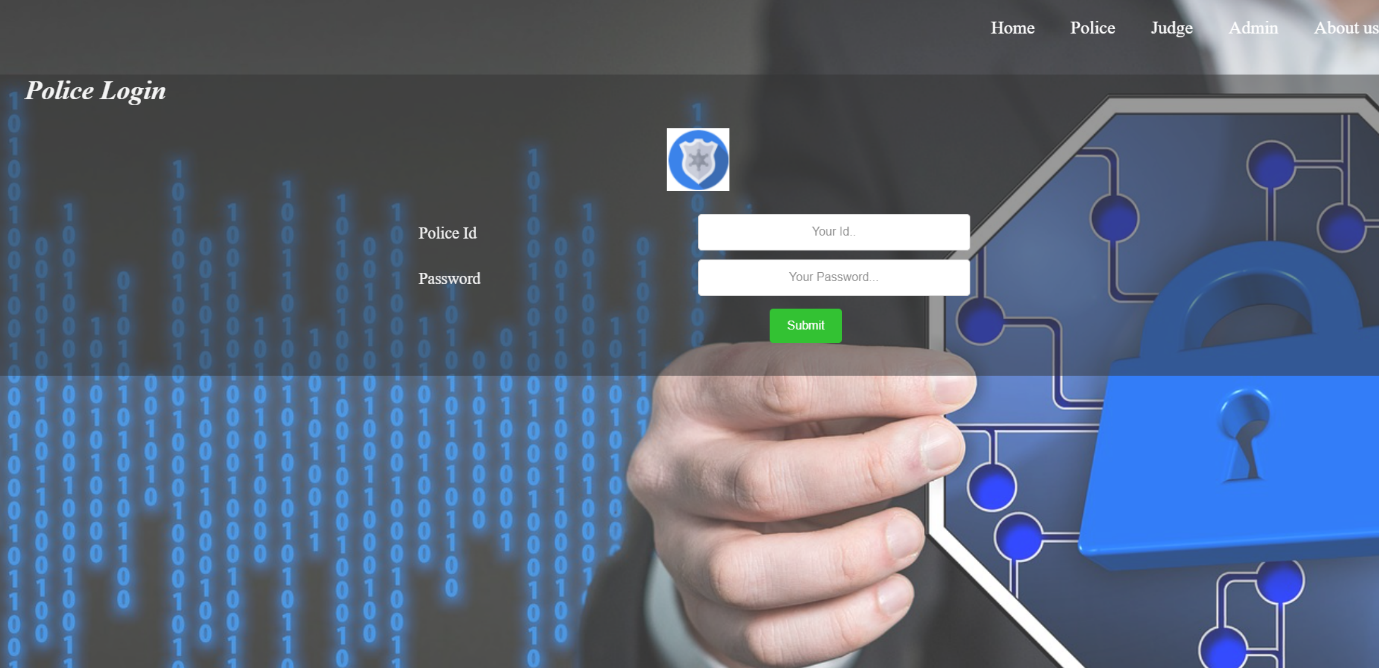 Home Police Judge Admin About us
Police Login
Police Id Your Id..
Password Your Password...
Submit